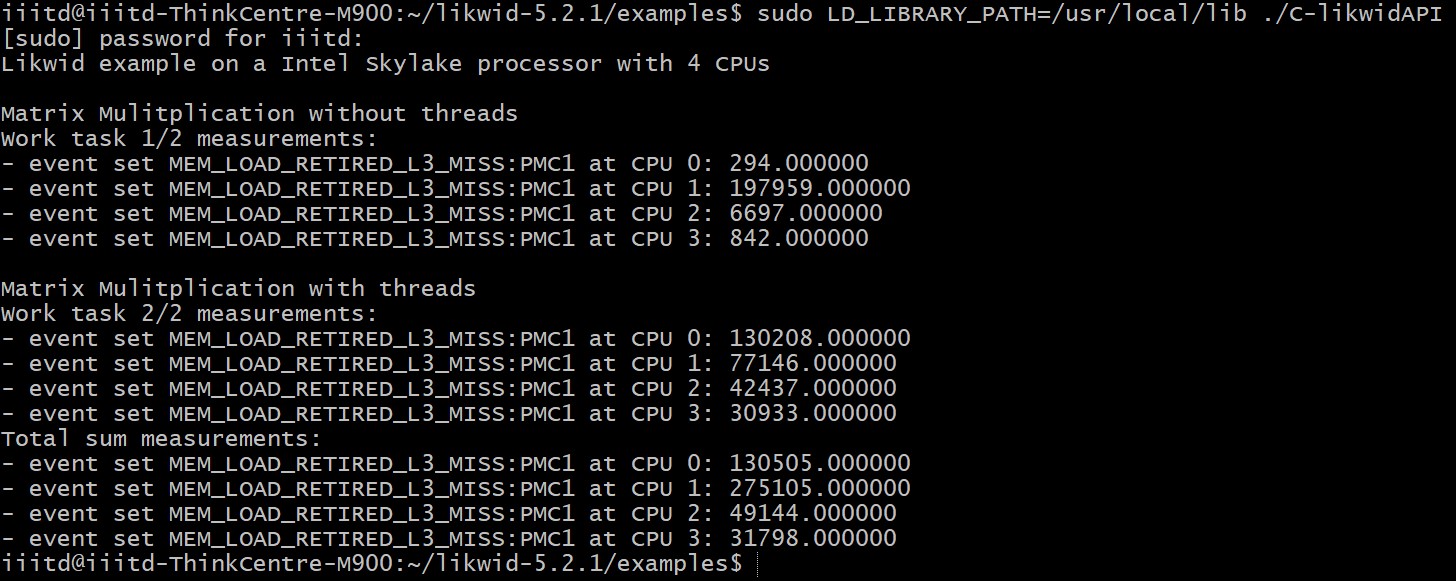 iiitd@iiitd-ThinkCentre-M900:~/likwid-5.2.1/examples$ sudo LD_LIBRARY_PATH=/usr/local/lib ./C-likwidAPI
[sudo] password for iiitd:
Likwid example on a Intel Skylake processor with 4 CPUs
Matrix Mulitplication without threads
Work task 1/2 measurements:
- event set MEM_LOAD_RETIRED_L3_MISS:PMC1 at CPU 0: 294.000000
- event set MEM_LOAD_RETIRED_L3_MISS:PMC1 at CPU 1: 197959.000000
- event set MEM_LOAD_RETIRED_L3_MISS:PMC1 at CPU 2: 6697.000000
- event set MEM_LOAD_RETIRED_L3_MISS:PMC1 at CPU 3: 842.000000
Matrix Mulitplication with threads
Work task 2/2 measurements:
- event set MEM_LOAD_RETIRED_L3_MISS:PMC1 at CPU 0: 130208.000000
- event set MEM_LOAD_RETIRED_L3_MISS:PMC1 at CPU 1: 77146.000000
- event set MEM_LOAD_RETIRED_L3_MISS:PMC1 at CPU 2: 42437.000000
- event set MEM_LOAD_RETIRED_L3_MISS:PMC1 at CPU 3: 30933.000000
Total sum measurements:
- event set MEM_LOAD_RETIRED_L3_MISS:PMC1 at CPU 0: 130505.000000
- event set MEM_LOAD_RETIRED_L3_MISS:PMC1 at CPU 1: 275105.000000
- event set MEM_LOAD_RETIRED_L3_MISS:PMC1 at CPU 2: 49144.000000
- event set MEM_LOAD_RETIRED_L3_MISS:PMC1 at CPU 3: 31798.000000
iiitd@iiitd-ThinkCentre-M900:~/likwid-5.2.1/examples$